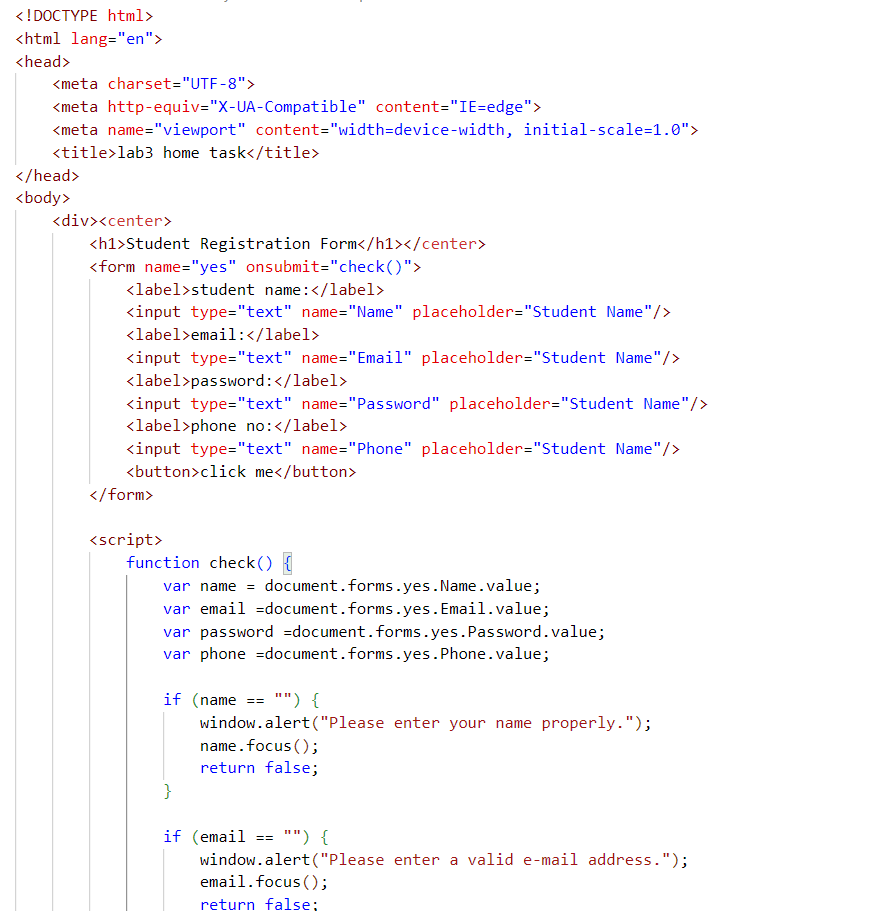 <!DOCTYPE html>
<html lang="en">
<head>
    <meta charset="UTF-8">
    <meta http-equiv="X-UA-Compatible" content="IE=edge">
    <meta name="viewport" content="width=device-width, initial-scale=1.0">
    <title>lab3 home task</title>
</head>
<body>
    <div><center>
        <h1>Student Registration Form</h1></center>
        <form name="yes" onsubmit="check()">
            <label>student name:</label>
            <input type="text" name="Name" placeholder="Student Name"/>
            <label>email:</label>
            <input type="text" name="Email" placeholder="Student Name"/>
            <label>password:</label>
            <input type="text" name="Password" placeholder="Student Name"/>
            <label>phone no:</label>
            <input type="text" name="Phone" placeholder="Student Name"/>
            <button>click me</button>
        </form>

        <script>
            function check() {
                var name = document.forms.yes.Name.value;
                var email =document.forms.yes.Email.value;
                var password =document.forms.yes.Password.value;
                var phone =document.forms.yes.Phone.value;

                if (name == "") {
                    window.alert("Please enter your name properly.");
                    name.focus();
                    return false;
                }

                if (email == "") {
                    window.alert("Please enter a valid e-mail address.");
                    email.focus();
                    return false;